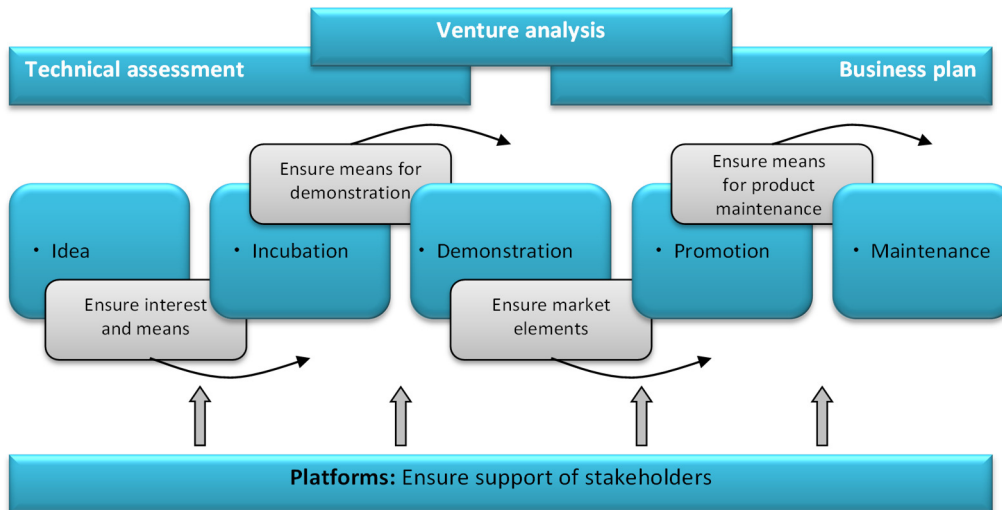 Venture analysis
Technical assessment
Business plan
Ensure means for
demonstration
Ensure means
for product
maintenance
• Idea
• Incubation
• Demonstration
• Promotion
• Maintenance
Ensure interest
and means
Ensure market
elements
Platforms: Ensure support of stakeholders